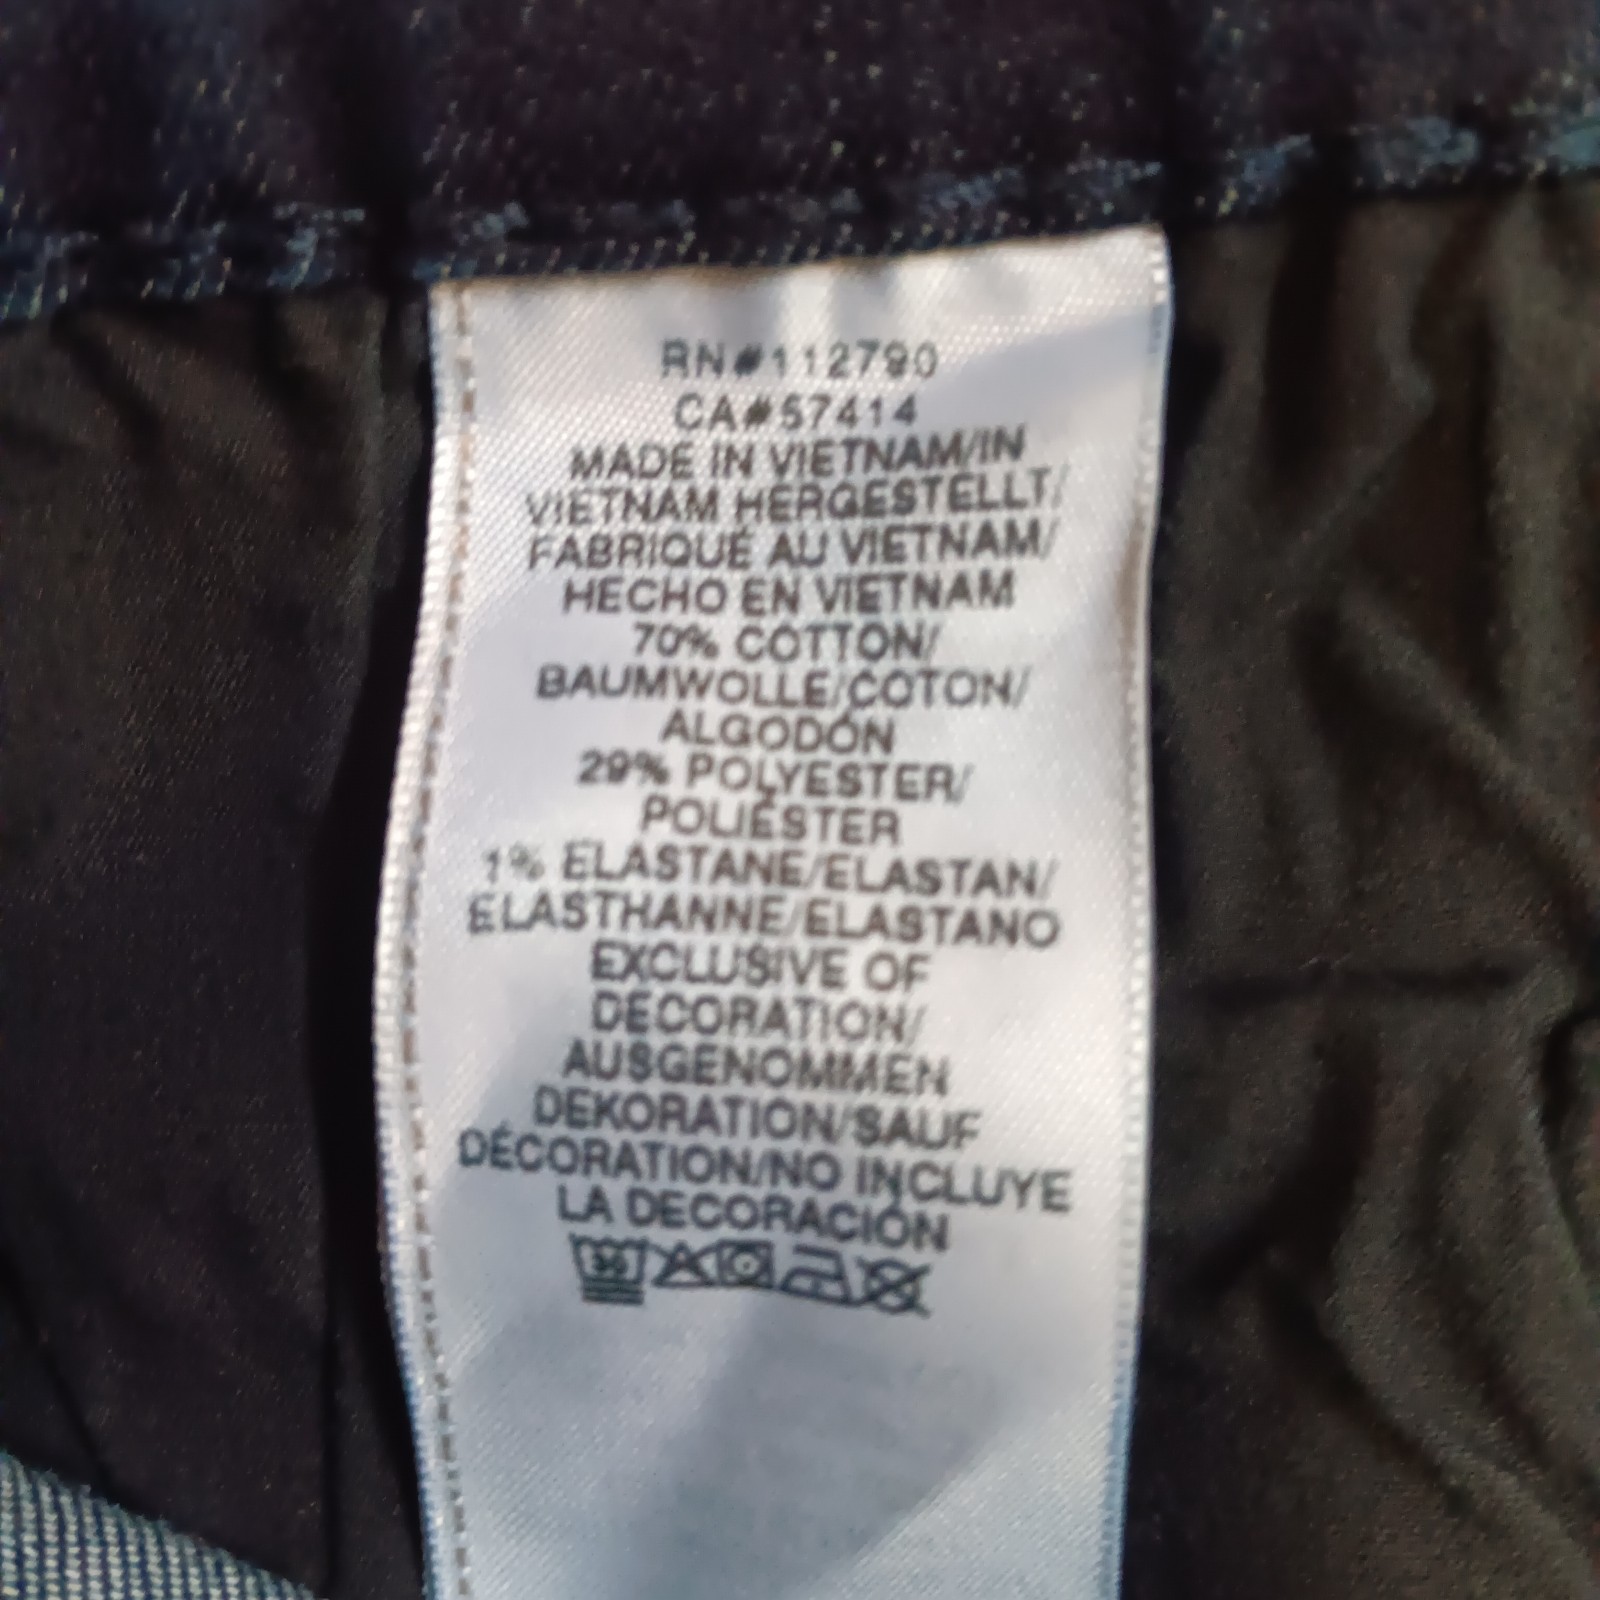 RN#112790
CA#57414
MADE IN VIETNAM/IN
VIETNAM HERGESTELLT/
FABRIQUÉ AU VIETNAM/
HECHO EN VIETNAM
70% COTTON/
BAUMWOLLE/COTON/
ALGODÓN
29% POLYESTER/
POLIÉSTER
1% ELASTANE/ELASTAN/
ÉLASTHANNE/ELASTANO
EXCLUSIVE OF
DECORATION/
AUSGENOMMEN
DEKORATION/SAUF
DÉCORATION/NO INCLUYE
LA DECORACIÓN
30